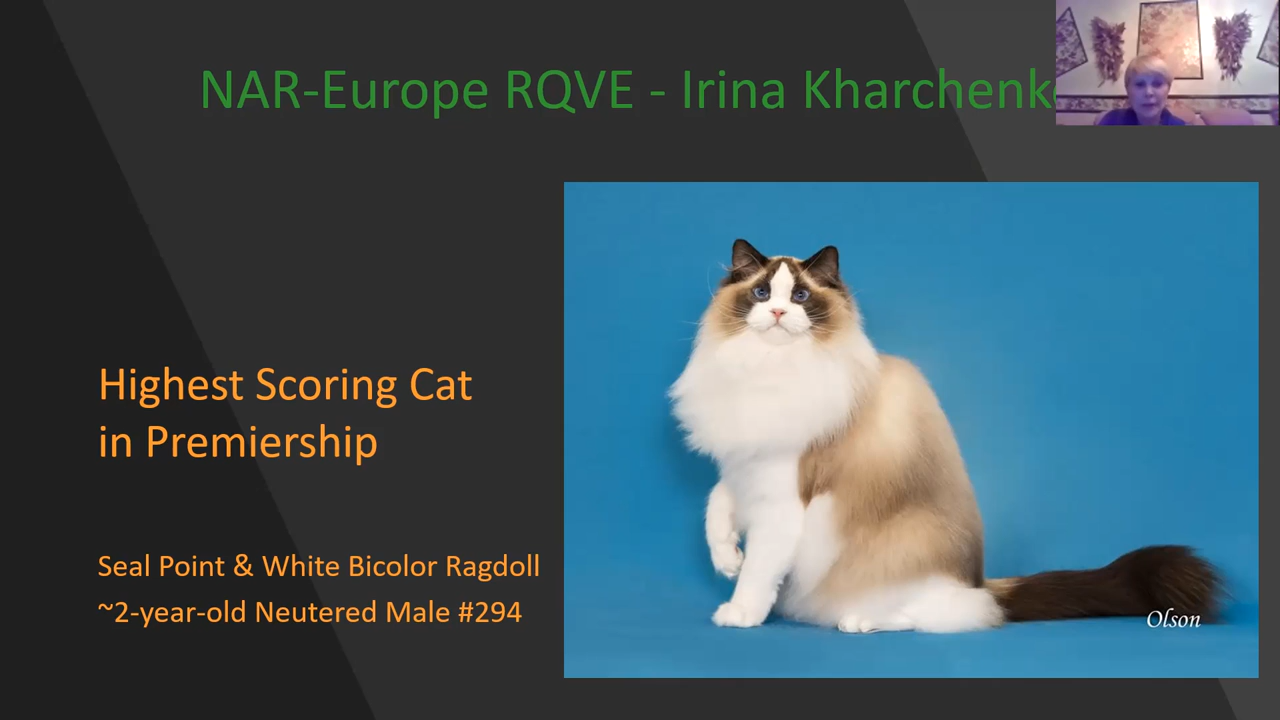 NAR-Europe RQVE - Irina Kharchenk
Highest Scoring Cat
in Premiership
Seal Point & White Bicolor Ragdoll
~2-year-old Neutered Male #294
Olson